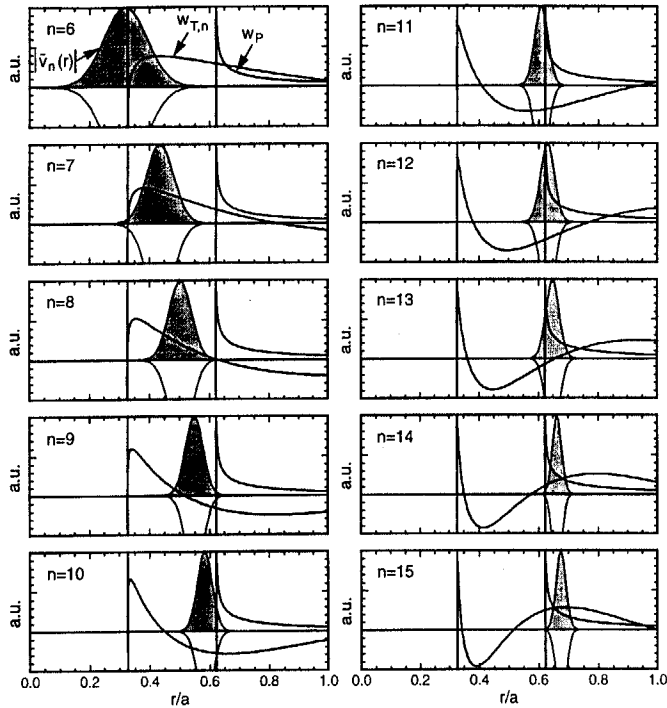 n=6
|ṽn(r)|
wT,n
wP
a.u.
n=7
a.u.
n=8
a.u.
n=9
a.u.
n=10
a.u.
0.0 0.2 0.4 0.6 0.8 1.0
r/a
n=11
a.u.
n=12
a.u.
n=13
a.u.
n=14
a.u.
n=15
a.u.
0.0 0.2 0.4 0.6 0.8 1.0
r/a